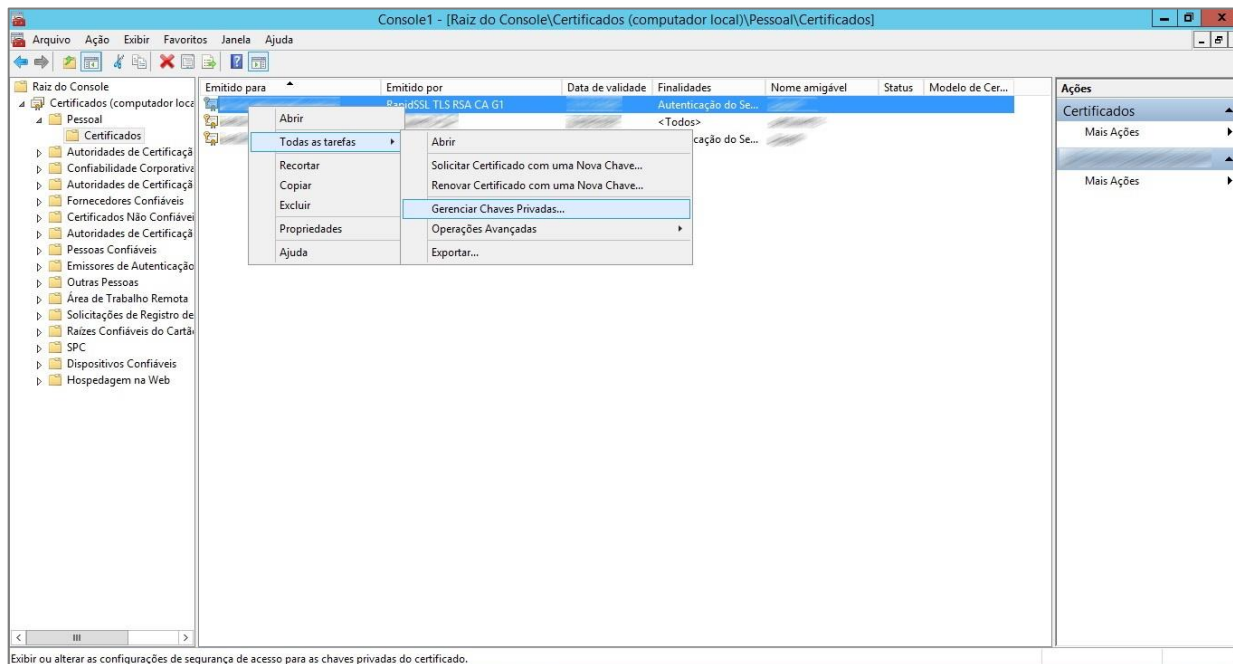 Console1 - [Raiz do Console\Certificados (computador local)\Pessoal\Certificados]
Arquivo Ação Exibir Favoritos Janela Ajuda
Raiz do Console
Certificados (computador loca
Pessoal
Certificados
Autoridades de Certificaçã
Confiabilidade Corporativa
Autoridades de Certificaçã
Fornecedores Confiáveis
Certificados Não Confiávei
Autoridades de Certificaçã
Pessoas Confiáveis
Emissores de Autenticação
Outras Pessoas
Área de Trabalho Remota
Solicitações de Registro de
Raízes Confiáveis do Cartã
SPC
Dispositivos Confiáveis
Hospedagem na Web
Emitido para Emitido por Data de validade Finalidades Nome amigável Status Modelo de Cer...
RapidSSL TLS RSA CA G1 Autenticação do Se...
<Todos>
cação do Se...
Abrir
Todas as tarefas
Recortar
Copiar
Excluir
Propriedades
Ajuda
Abrir
Solicitar Certificado com uma Nova Chave...
Renovar Certificado com uma Nova Chave...
Gerenciar Chaves Privadas...
Operações Avançadas
Exportar...
Ações
Certificados
Mais Ações
Mais Ações
Exibir ou alterar as configurações de segurança de acesso para as chaves privadas do certificado.